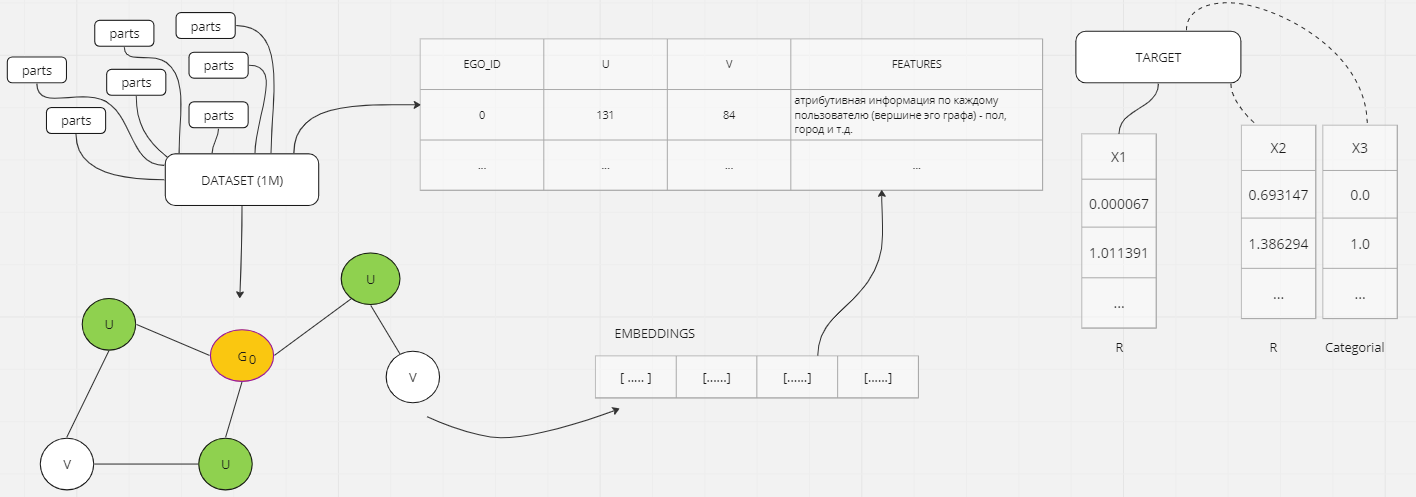 parts
parts
parts
parts
parts
parts
parts
DATASET (1M)
EGO_ID U V FEATURES
0 131 84 атрибутивная информация по каждому
пользователю (вершине эго графа) - пол,
город и т.д.
... ... ... ...
TARGET
X1
0.000067
1.011391
...
R
X2 X3
0.693147 0.0
1.386294 1.0
... ...
R Categorial
U
U
G0
V
V
U
EMBEDDINGS
[ ..... ] [......] [......] [......]